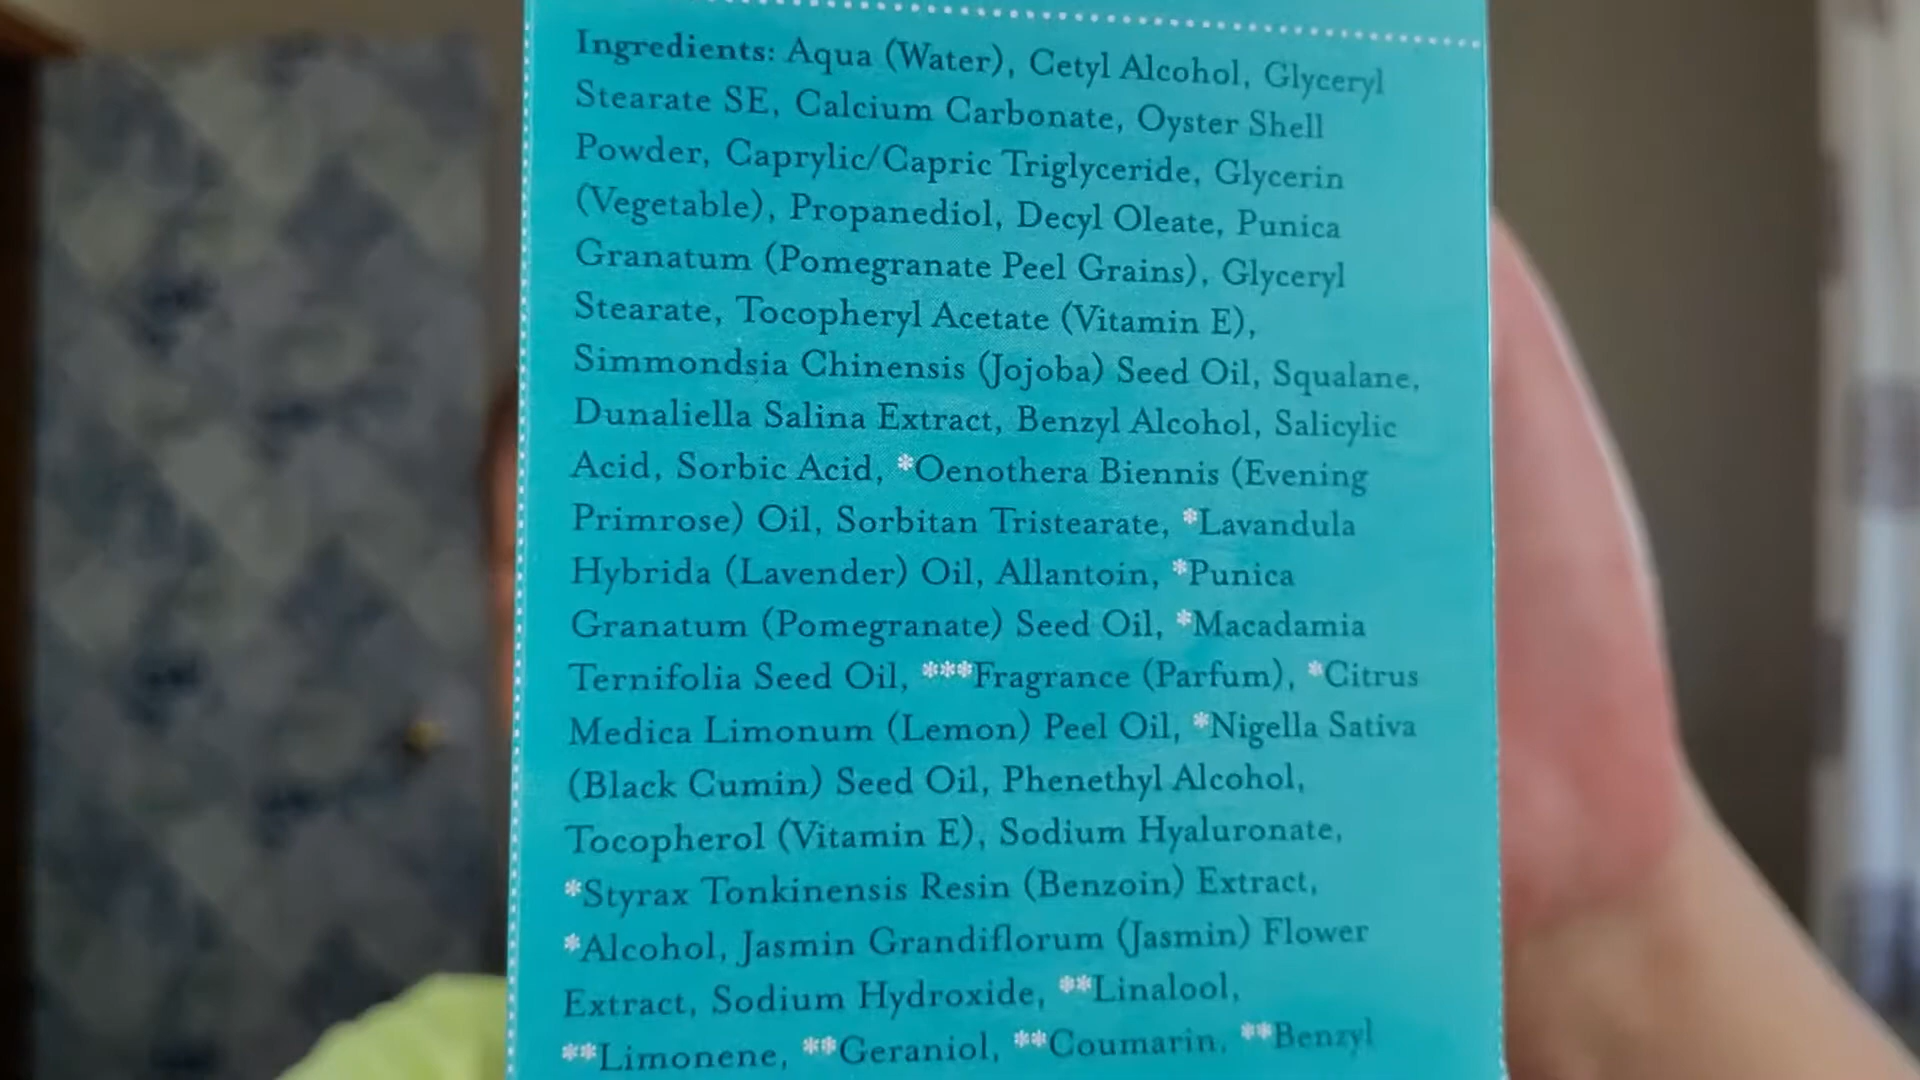 Ingredients: Aqua (Water), Cetyl Alcohol, Glyceryl
Stearate SE, Calcium Carbonate, Oyster Shell
Powder, Caprylic/Capric Triglyceride, Glycerin
(Vegetable), Propanediol, Decyl Oleate, Punica
Granatum (Pomegranate Peel Grains), Glyceryl
Stearate, Tocopheryl Acetate (Vitamin E),
Simmondsia Chinensis (Jojoba) Seed Oil, Squalane,
Dunaliella Salina Extract, Benzyl Alcohol, Salicylic
Acid, Sorbic Acid, *Oenothera Biennis (Evening
Primrose) Oil, Sorbitan Tristearate, *Lavandula
Hybrida (Lavender) Oil, Allantoin, *Punica
Granatum (Pomegranate) Seed Oil, *Macadamia
Ternifolia Seed Oil, ***Fragrance (Parfum), *Citrus
Medica Limonum (Lemon) Peel Oil, *Nigella Sativa
(Black Cumin) Seed Oil, Phenethyl Alcohol,
Tocopherol (Vitamin E), Sodium Hyaluronate,
*Styrax Tonkinensis Resin (Benzoin) Extract,
*Alcohol, Jasmin Grandiflorum (Jasmin) Flower
Extract, Sodium Hydroxide, **Linalool,
**Limonene, **Geraniol, **Coumarin, **Benzyl